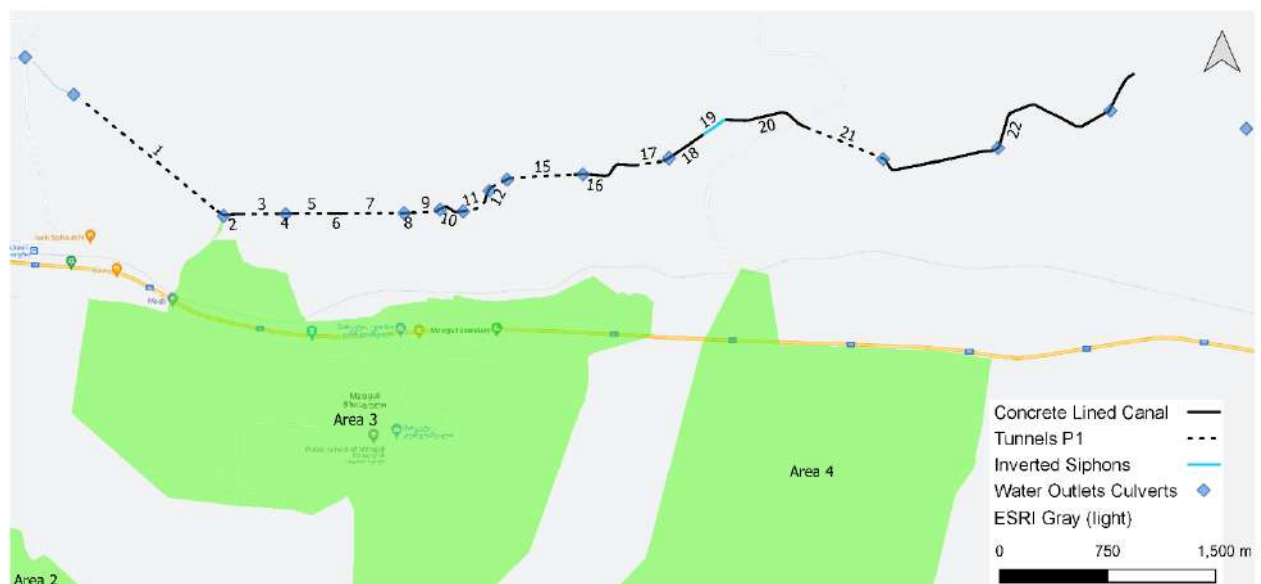 19
20
1
15
17
18
21
22
16
11
12
3
5
7
9
10
2
4
6
8
Area 3
Area 4
Area 2
Concrete Lined Canal
Tunnels P1
Inverted Siphons
Water Outlets Culverts
ESRI Gray (light)
0 750 1,500 m